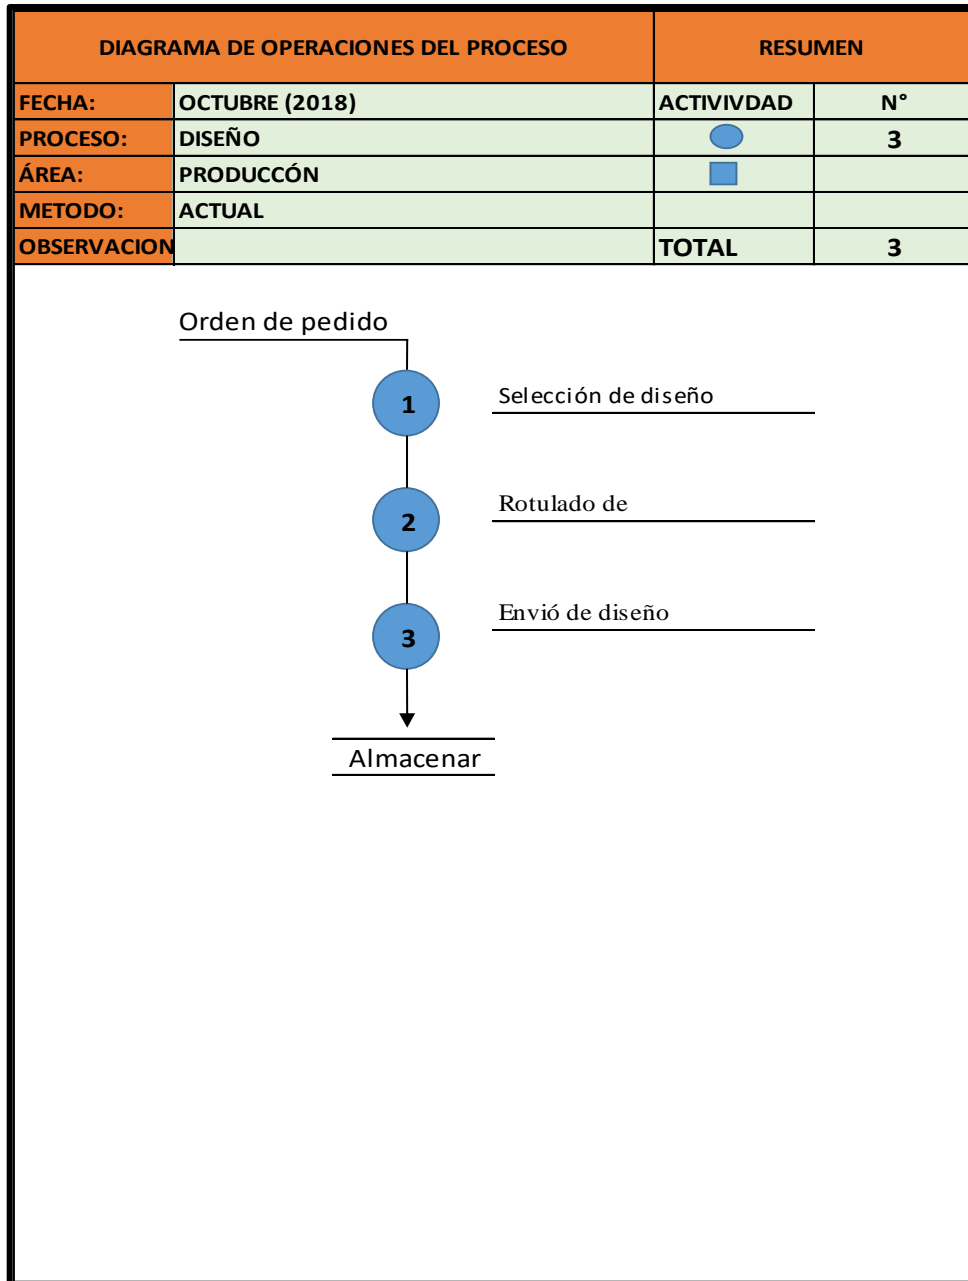 DIAGRAMA DE OPERACIONES DEL PROCESO RESUMEN
FECHA: OCTUBRE (2018) ACTIVIVDAD N°
PROCESO: DISEÑO 3
ÁREA: PRODUCCÓN
METODO: ACTUAL
OBSERVACION TOTAL 3
Orden de pedido
1 Selección de diseño
2 Rotulado de
3 Envió de diseño
Almacenar